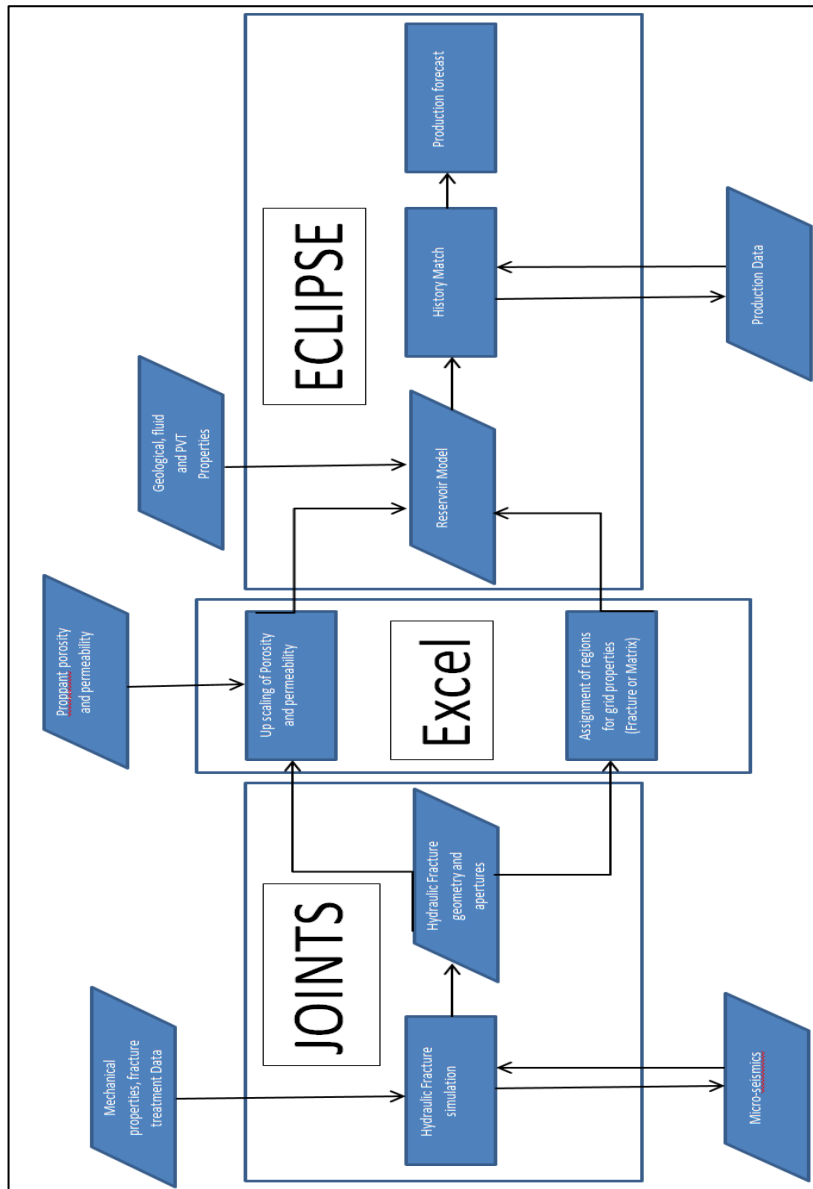 Mechanical
properties, fracture
treatment Data
JOINTS
Hydraulic Fracture
simulation
Hydraulic Fracture
geometry and
apertures
Micro-seismics
Proppant porosity
and permeability
Up scaling of Porosity
and permeability
Excel
Assignment of regions
for grid properties
(Fracture or Matrix)
Geological, fluid
and PVT
Properties
ECLIPSE
Reservoir Model
History Match
Production forecast
Production Data